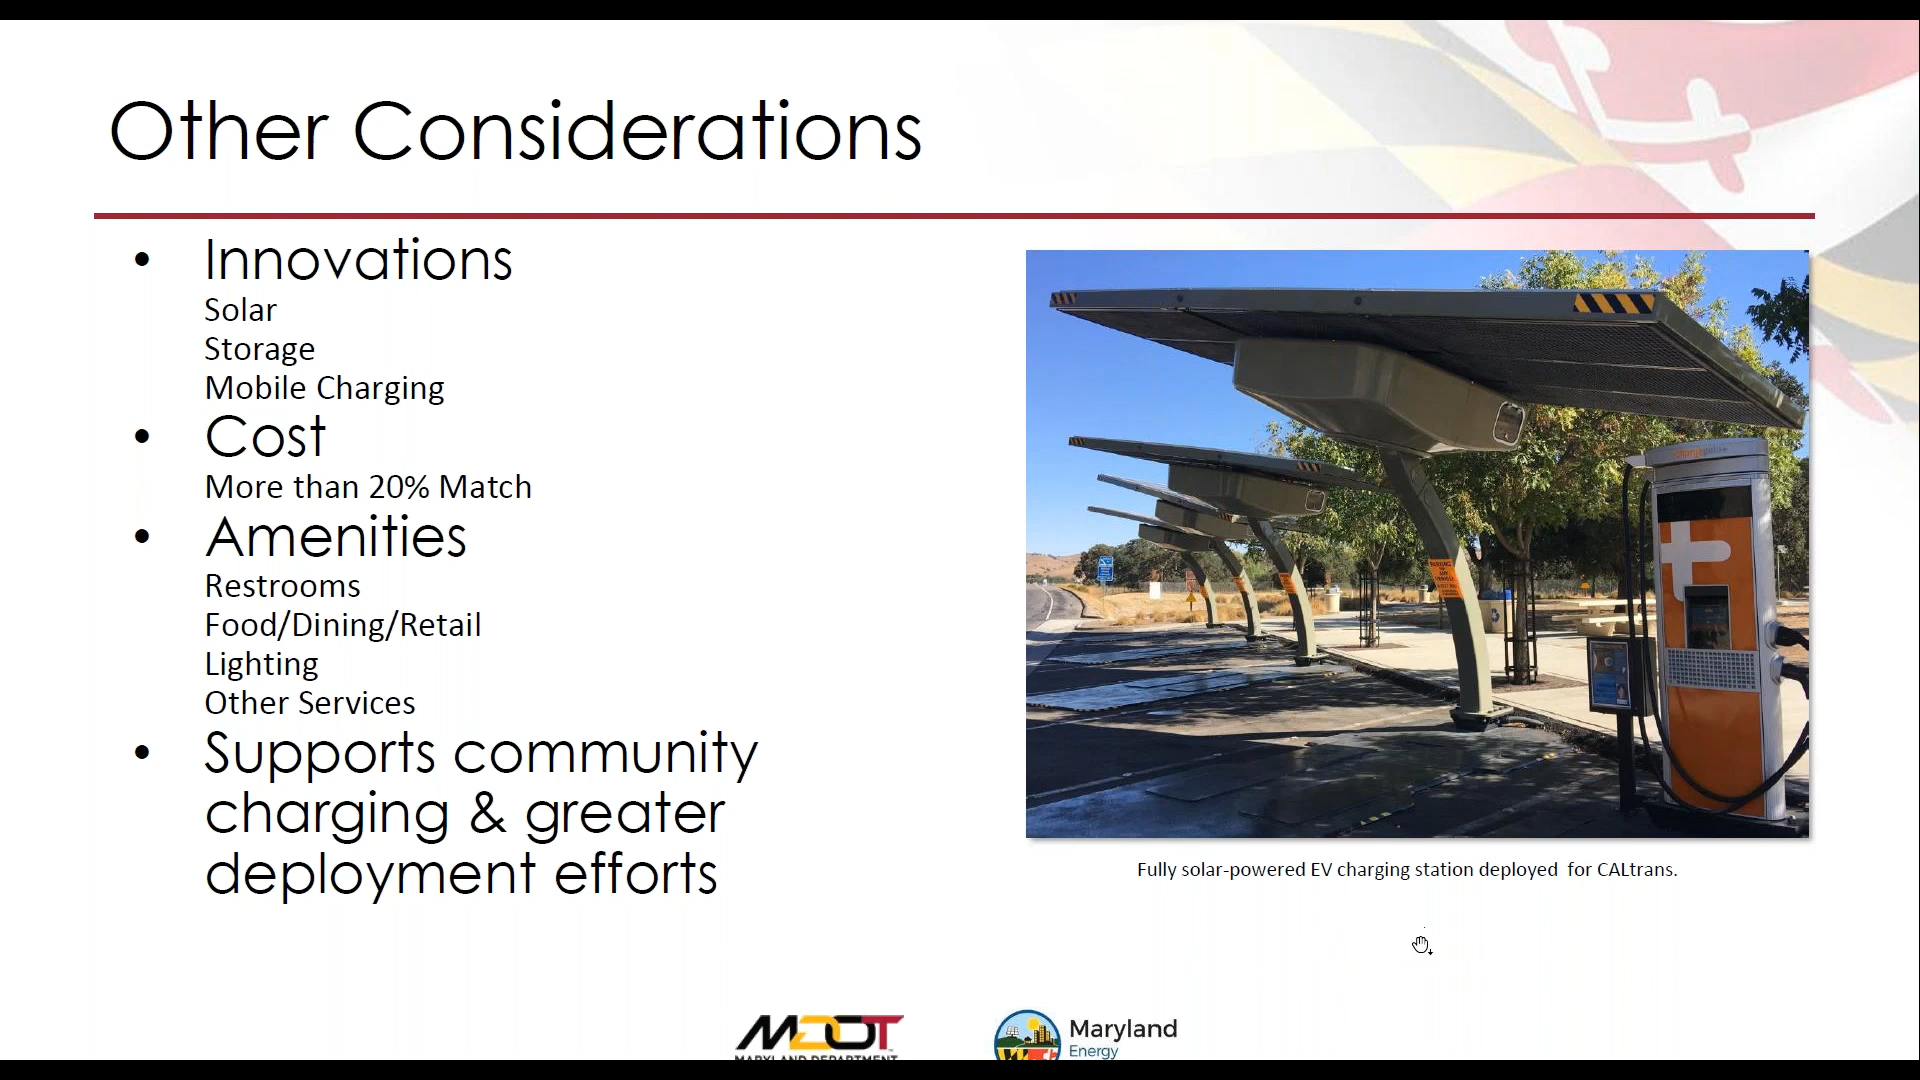 Other Considerations
• Innovations
Solar
Storage
Mobile Charging
• Cost
More than 20% Match
• Amenities
Restrooms
Food/Dining/Retail
Lighting
Other Services
• Supports community
charging & greater
deployment efforts
Fully solar-powered EV charging station deployed for CALtrans.
MDOT
MARYLAND DEPARTMENT
Maryland
Energy